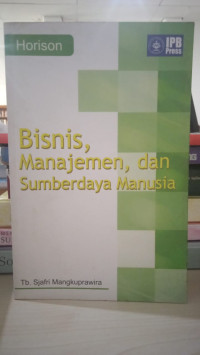 Horison
IPB
Press
Bisnis,
Manajemen, dan
Sumberdaya Manusia
Tb. Sjafri Mangkuprawira